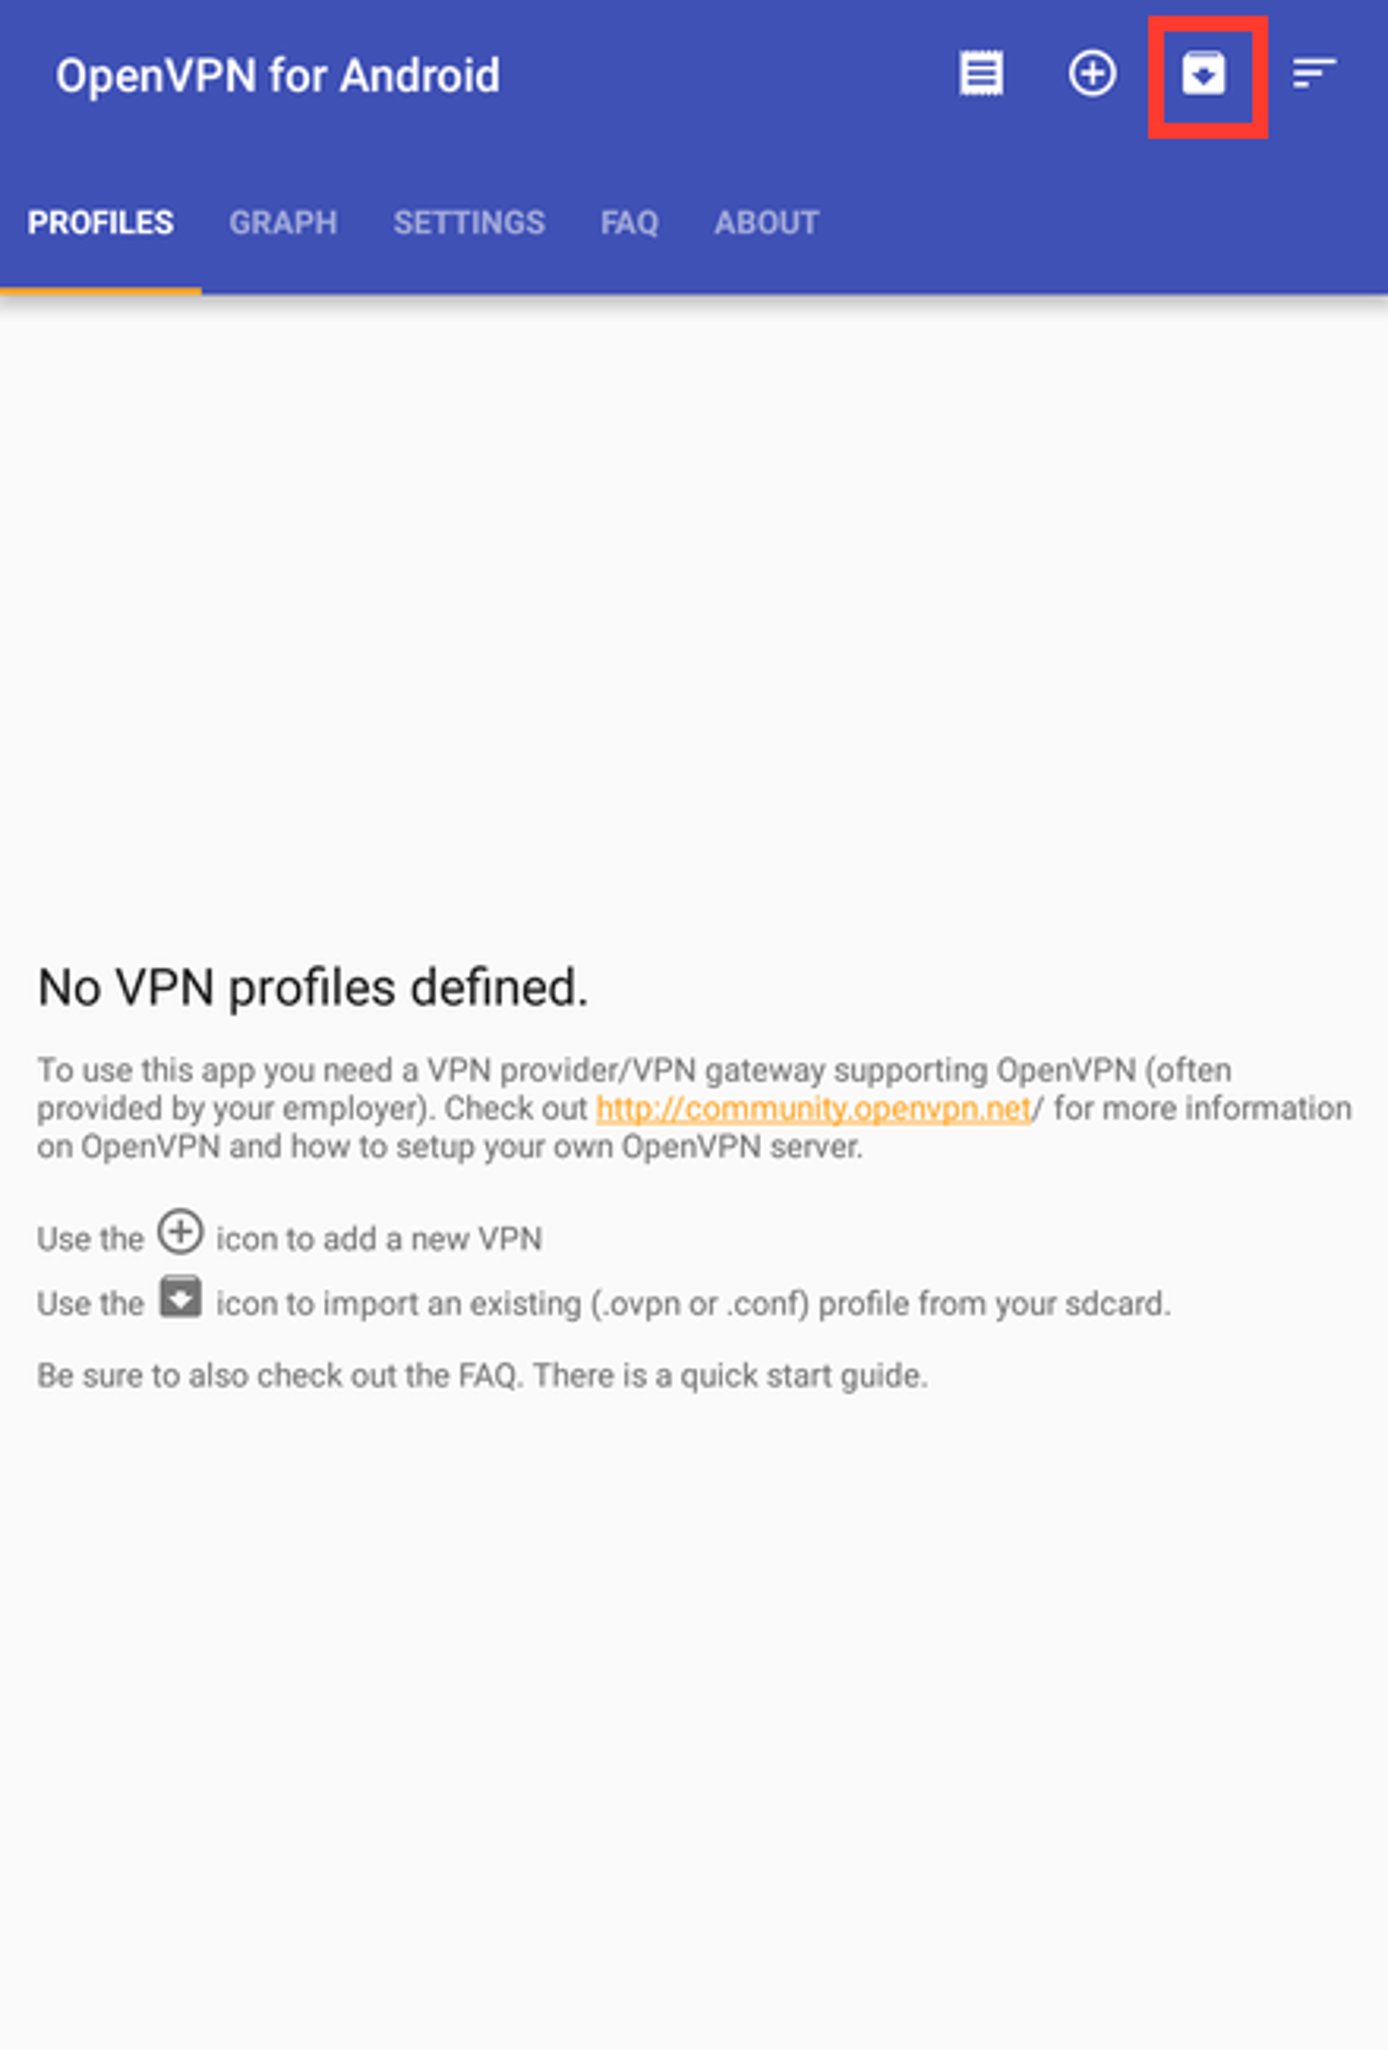 OpenVPN for Android
PROFILES GRAPH SETTINGS FAQ ABOUT
No VPN profiles defined.
To use this app you need a VPN provider/VPN gateway supporting OpenVPN (often
provided by your employer). Check out http://community.openvpn.net/ for more information
on OpenVPN and how to setup your own OpenVPN server.
Use the icon to add a new VPN
Use the icon to import an existing (.ovpn or .conf) profile from your sdcard.
Be sure to also check out the FAQ. There is a quick start guide.